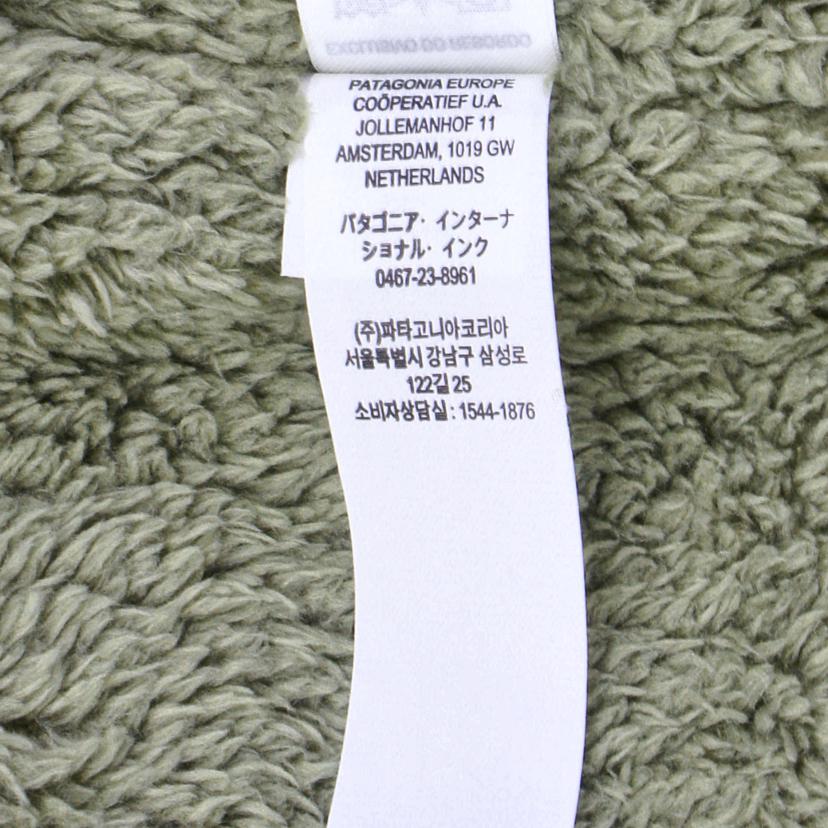 EXCLUSIVO DO REBORDO
PATAGONIA EUROPE
COÖPERATIEF U.A.
JOLLEMANHOF 11
AMSTERDAM, 1019 GW
NETHERLANDS
パタゴニア・インターナ
ショナル・インク
0467-23-8961
(주)파타고니아코리아
서울특별시 강남구 삼성로
122길 25
소비자상담실 : 1544-1876